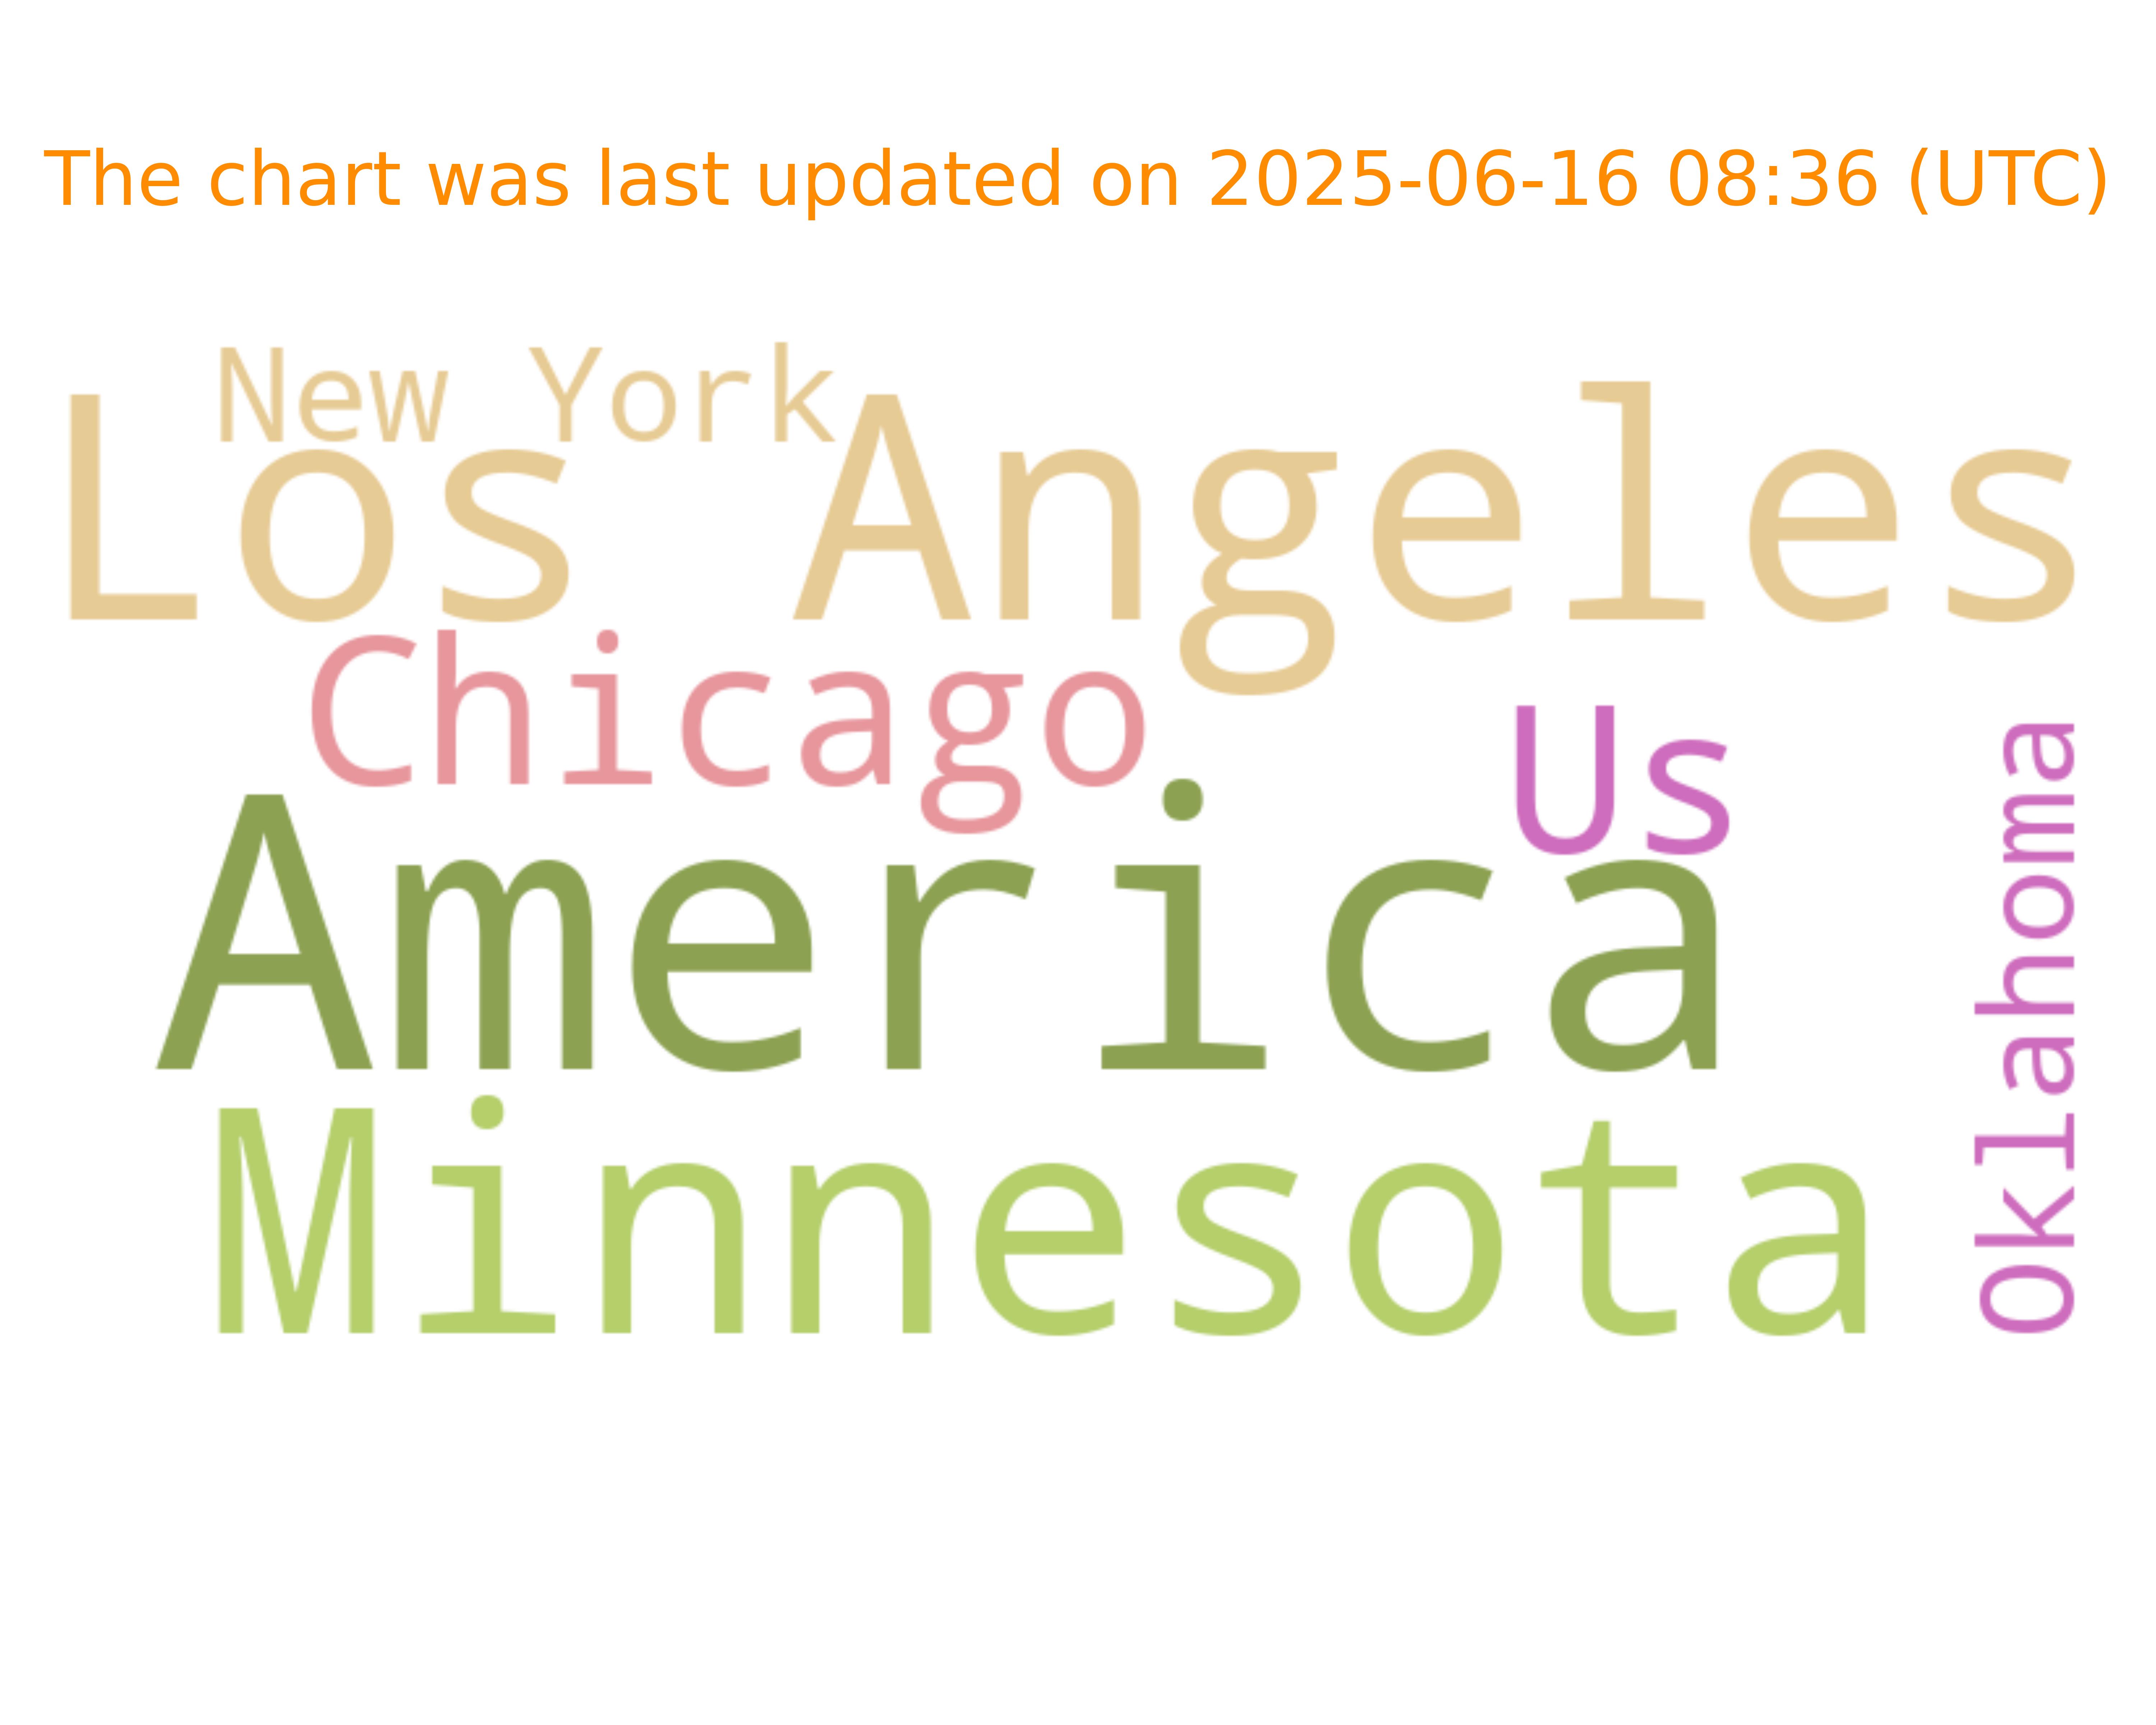 The chart was last updated on 2025-06-16 08:36 (UTC)
New York
Los Angeles
Chicago
Us
America
Minnesota
Oklahoma